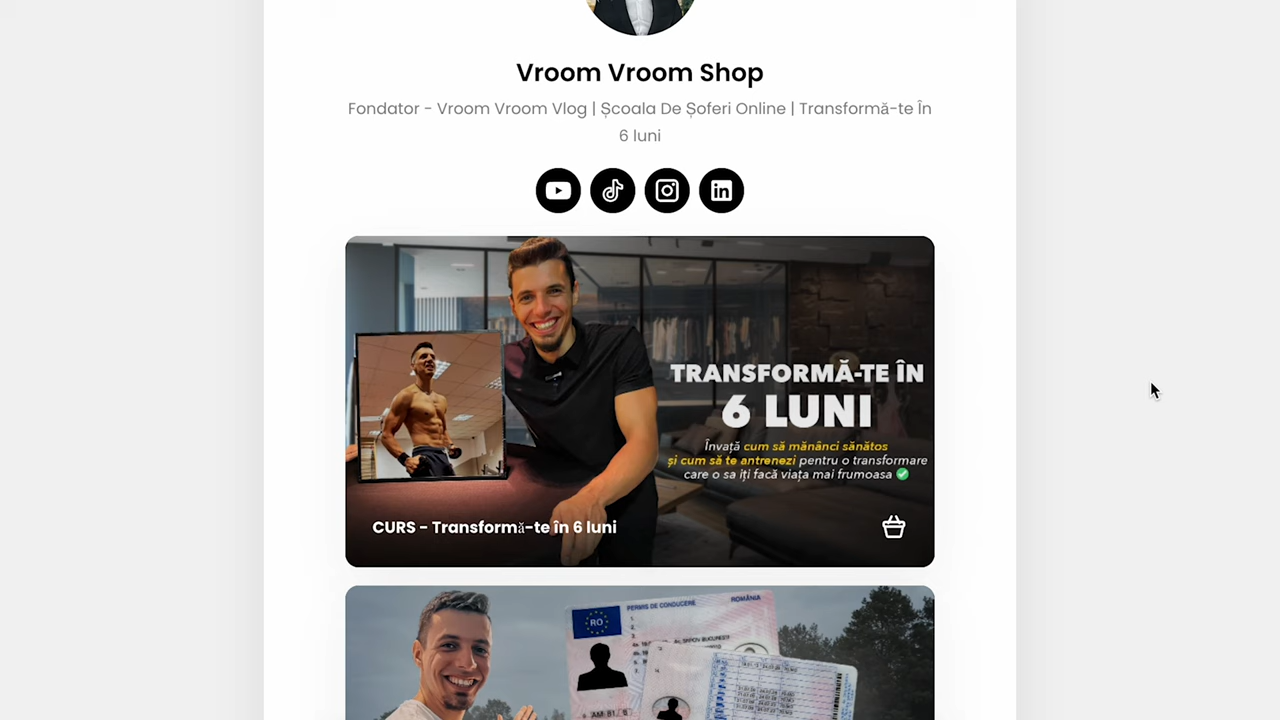 Vroom Vroom Shop
Fondator - Vroom Vroom Vlog | Școala De Șoferi Online | Transformă-te În
6 luni
TRANSFORMĂ-TE ÎN
6 LUNI
Învață cum să mănânci sănătos
și cum să te antrenezi pentru o transformare
care o sa iți facă viața mai frumoasa
CURS - Transformă-te în 6 luni
PERMIS DE CONDUCERE ROMÂNIA
RO